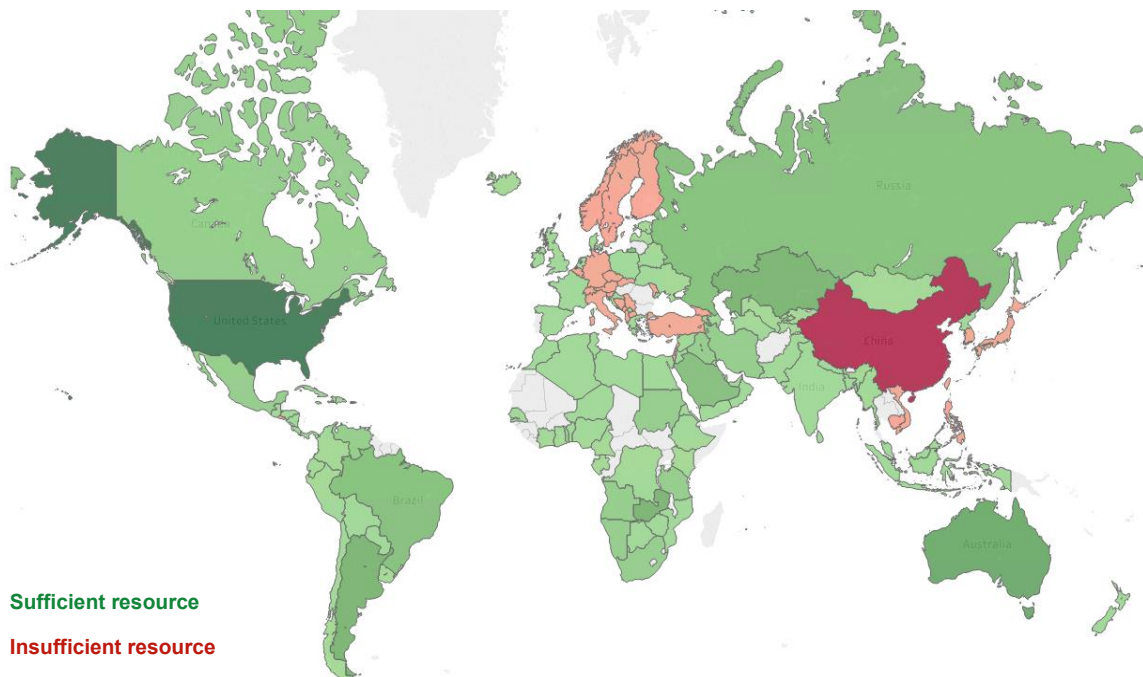 Canada
Russia
United States
China
India
Brazil
Australia
Sufficient resource
Insufficient resource